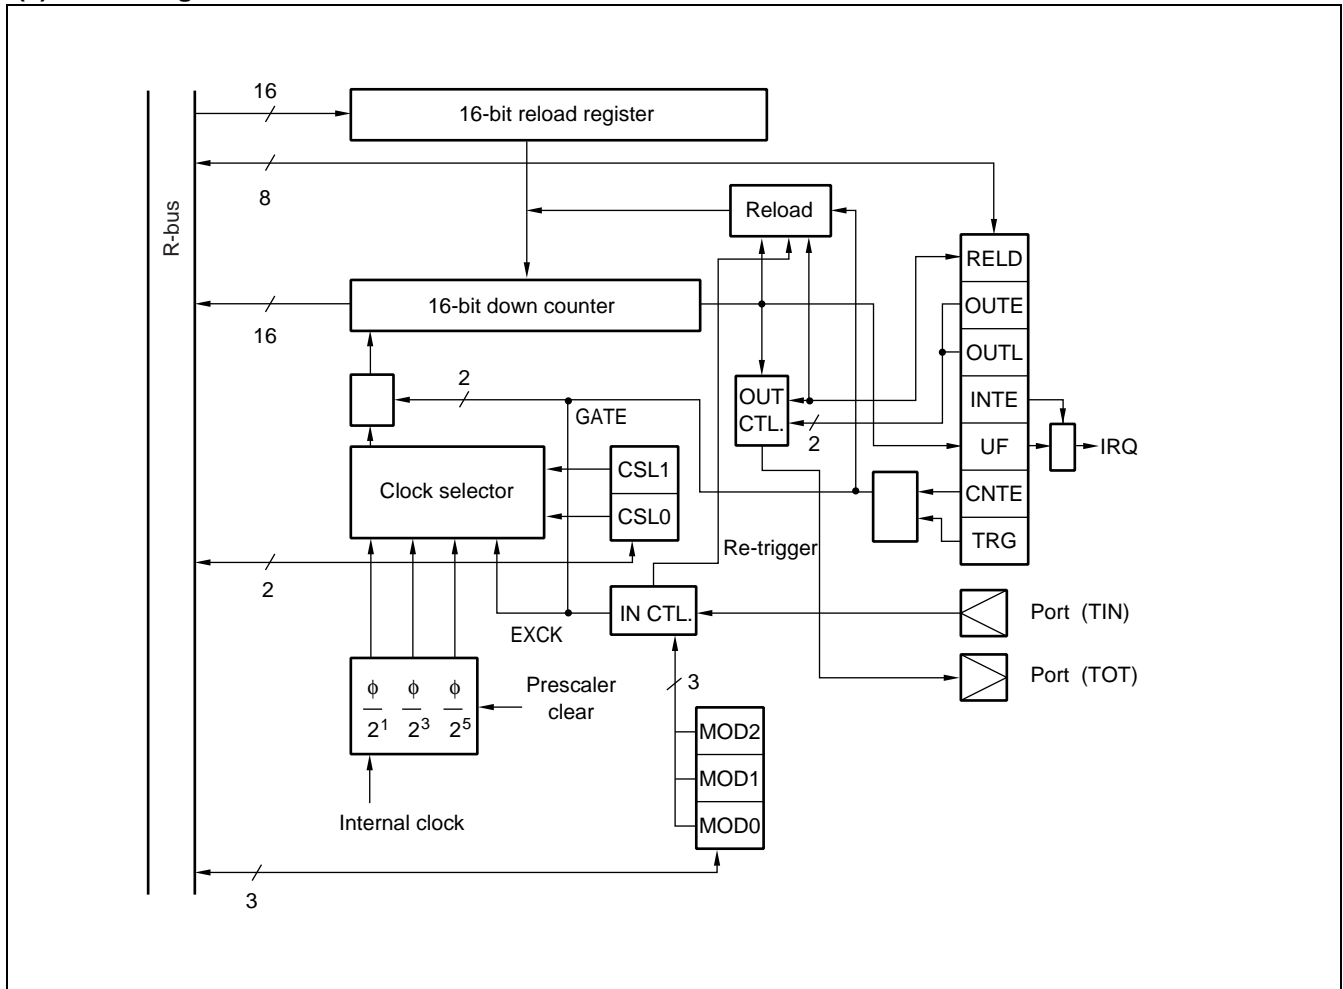 16
16-bit reload register
8
R-bus
Reload
RELD
16-bit down counter
OUTE
16
OUTL
2
GATE
OUT
CTL.
2
INTE
UF
IRQ
CSL1
Clock selector
CSL0
CNTE
TRG
Re-trigger
2
IN CTL.
Port (TIN)
EXCK
Port (TOT)
3
Prescaler
clear
ϕ ϕ ϕ
2¹ 2³ 2⁵
MOD2
MOD1
MOD0
Internal clock
3